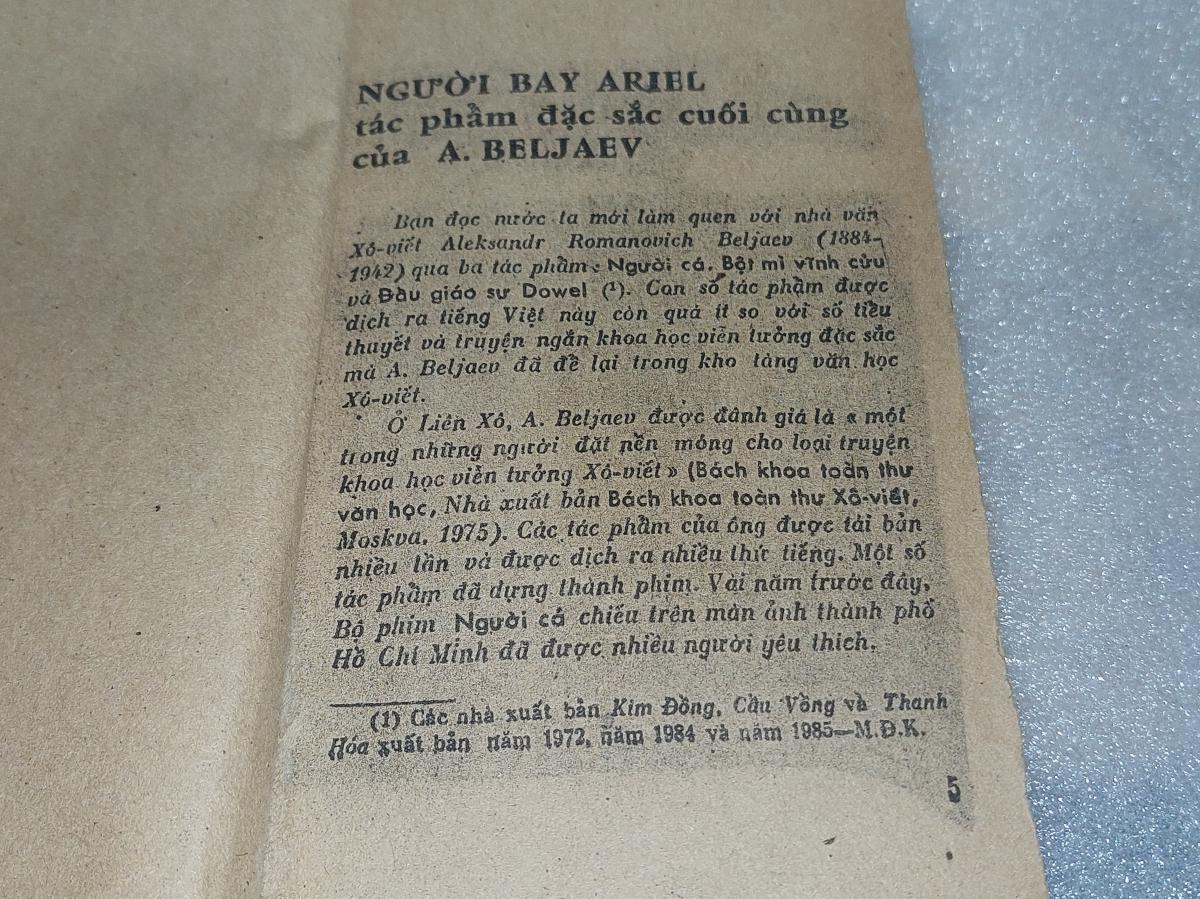 NGƯỜI BAY ARIEL
tác phẩm đặc sắc cuối cùng
của A. BELJAEV
Bạn đọc nước ta mới làm quen với nhà văn
Xô-viết Aleksandr Romanovich Beljaev (1884-
1942) qua ba tác phẩm: Người cá, Bột mì vĩnh cửu
và Đầu giáo sư Dowel (¹). Con số tác phẩm được
dịch ra tiếng Việt này còn quá ít so với số tiểu
thuyết và truyện ngắn khoa học viễn tưởng đặc sắc
mà A. Beljaev đã để lại trong kho tàng văn học
Xô-viết.
Ở Liên Xô, A. Beljaev được đánh giá là « một
trong những người đặt nền móng cho loại truyện
khoa học viễn tưởng Xô-viết » (Bách khoa toàn thư
văn học, Nhà xuất bản Bách khoa toàn thư Xô-viết,
Moskva, 1975). Các tác phẩm của ông được tái bản
nhiều lần và được dịch ra nhiều thứ tiếng. Một số
tác phẩm đã dựng thành phim. Vài năm trước đây,
Bộ phim Người cá chiếu trên màn ảnh thành phố
Hồ Chí Minh đã được nhiều người yêu thích.
(1) Các nhà xuất bản Kim Đồng, Cầu Vồng và Thanh
Hóa xuất bản năm 1972, năm 1984 và năm 1985—M.Đ.K.
5